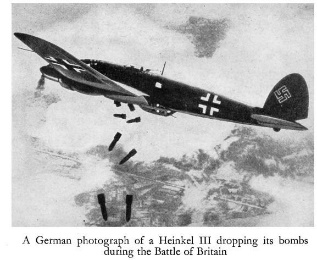 A German photograph of a Heinkel III dropping its bombs
during the Battle of Britain